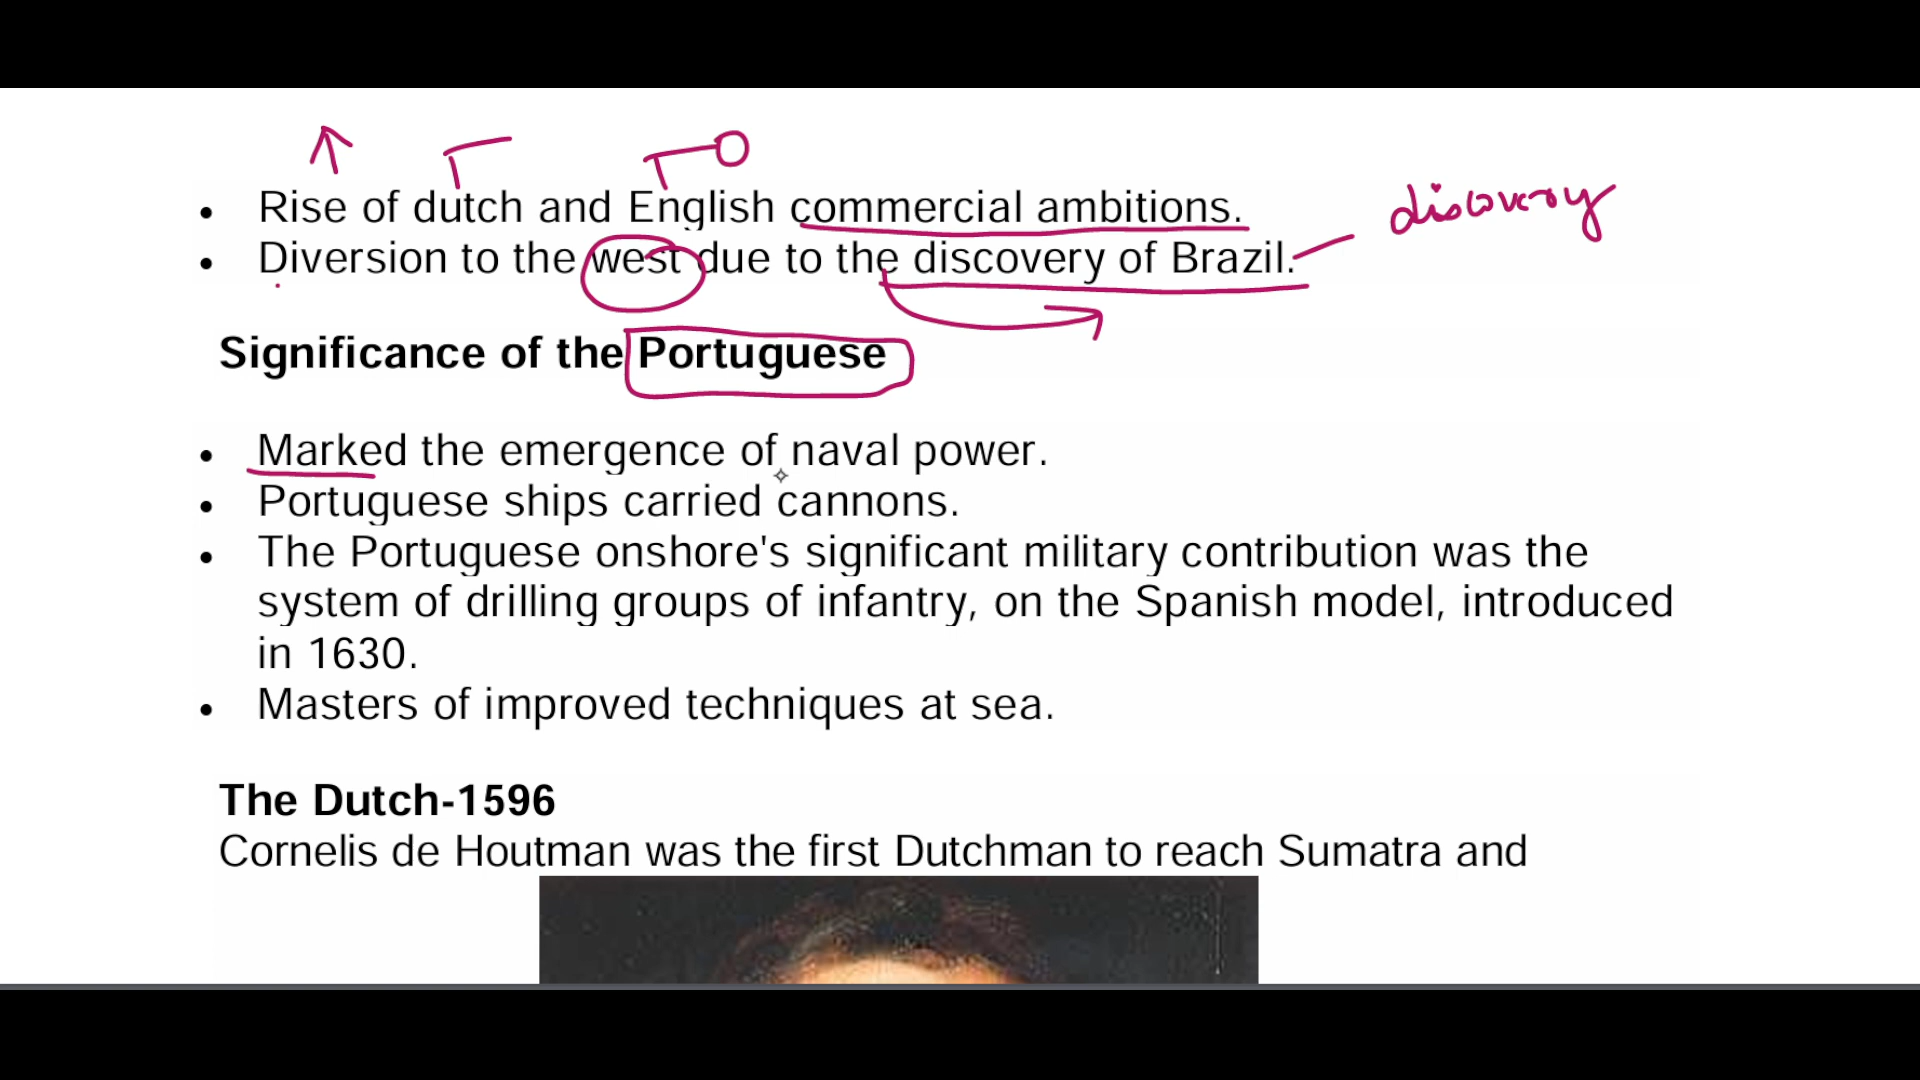 • Rise of dutch and English commercial ambitions.
discovery
• Diversion to the west due to the discovery of Brazil.
Significance of the Portuguese
• Marked the emergence of naval power.
• Portuguese ships carried cannons.
• The Portuguese onshore's significant military contribution was the
system of drilling groups of infantry, on the Spanish model, introduced
in 1630.
• Masters of improved techniques at sea.
The Dutch-1596
Cornelis de Houtman was the first Dutchman to reach Sumatra and